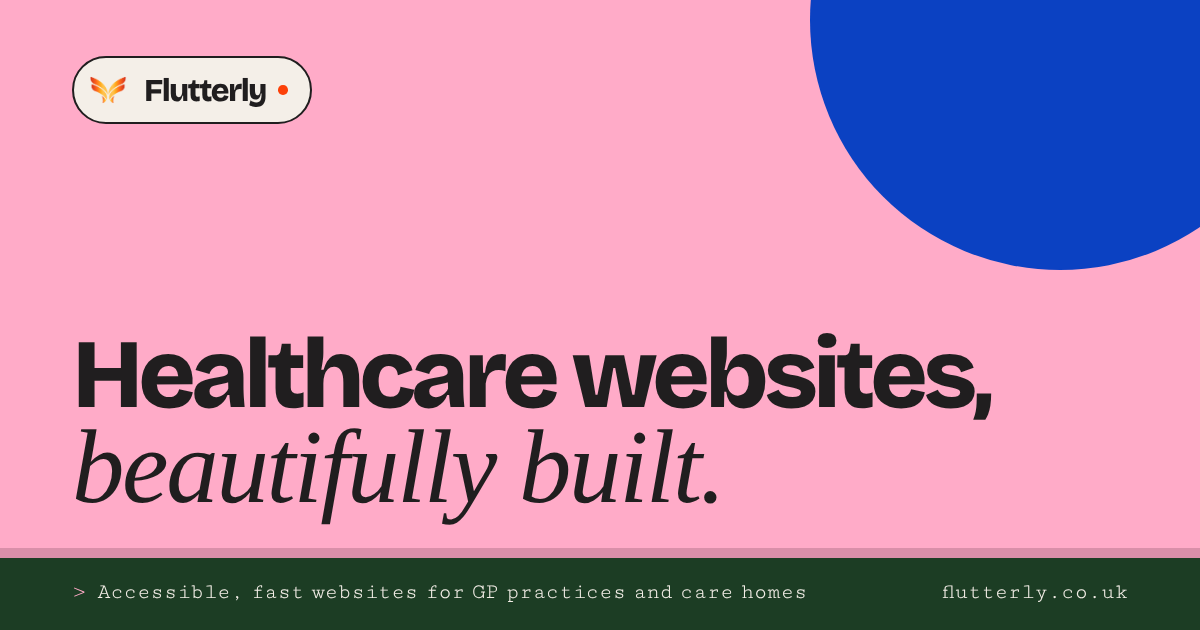 Flutterly
Healthcare websites,
beautifully built.
> Accessible, fast websites for GP practices and care homes
flutterly.co.uk